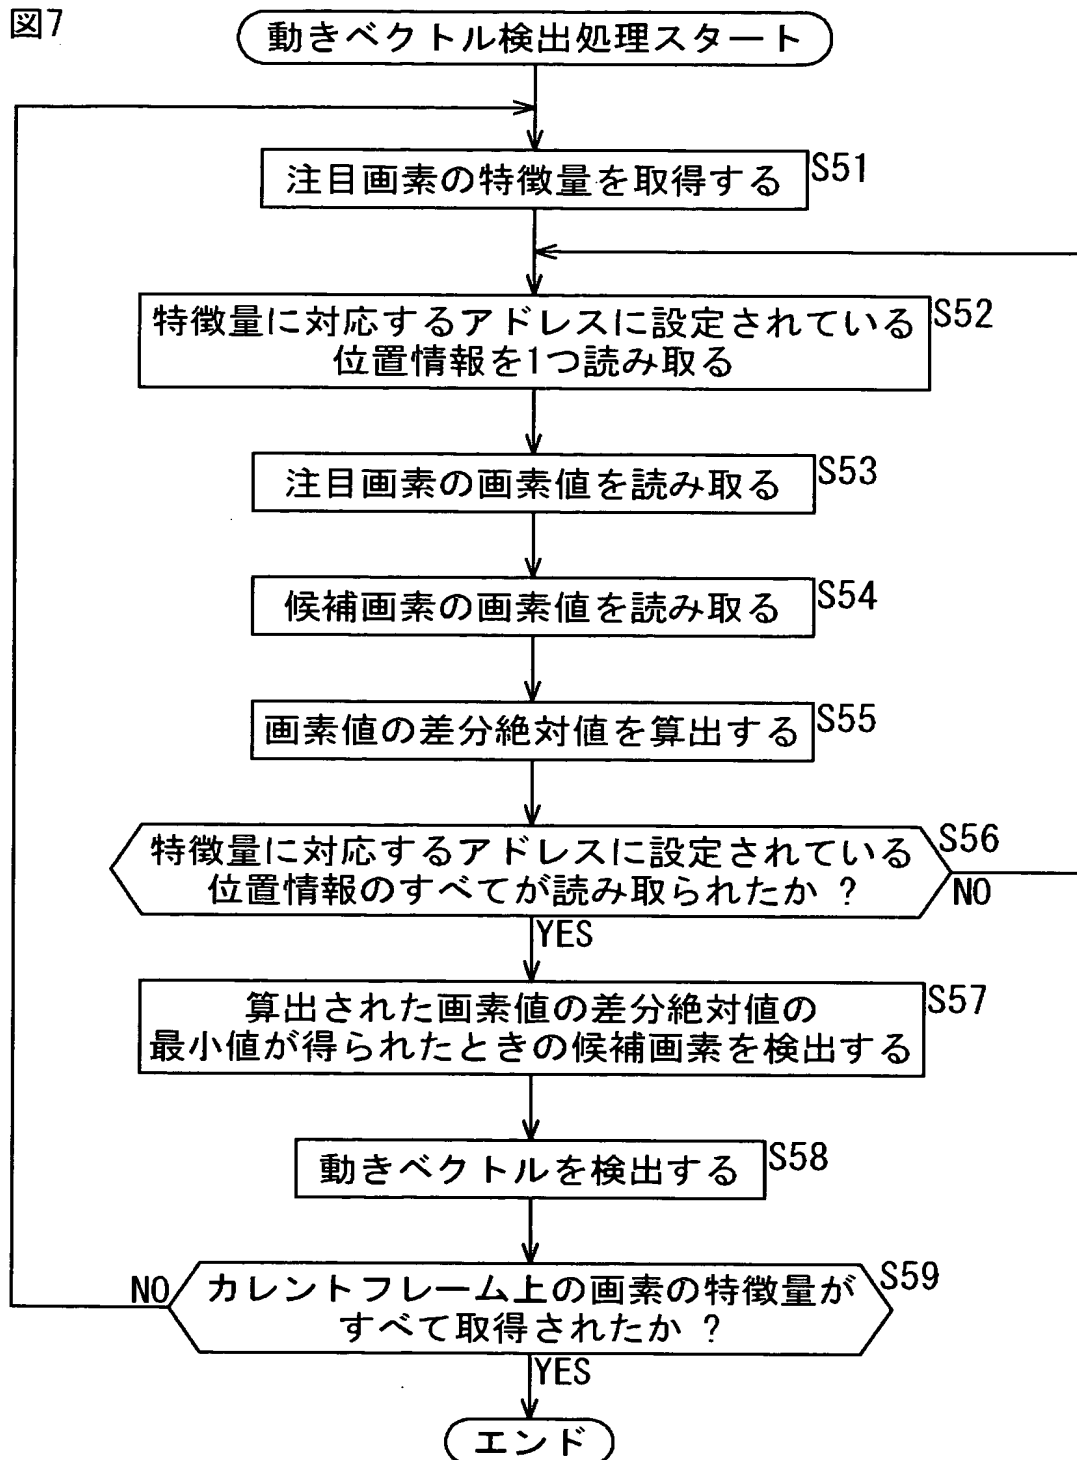 図7
動きベクトル検出処理スタート
注目画素の特徴量を取得する
S51
特徴量に対応するアドレスに設定されている
位置情報を1つ読み取る
S52
注目画素の画素値を読み取る
S53
候補画素の画素値を読み取る
S54
画素値の差分絶対値を算出する
S55
特徴量に対応するアドレスに設定されている
位置情報のすべてが読み取られたか ?
S56
NO
YES
算出された画素値の差分絶対値の
最小値が得られたときの候補画素を検出する
S57
動きベクトルを検出する
S58
NO
カレントフレーム上の画素の特徴量が
すべて取得されたか ?
S59
YES
エンド